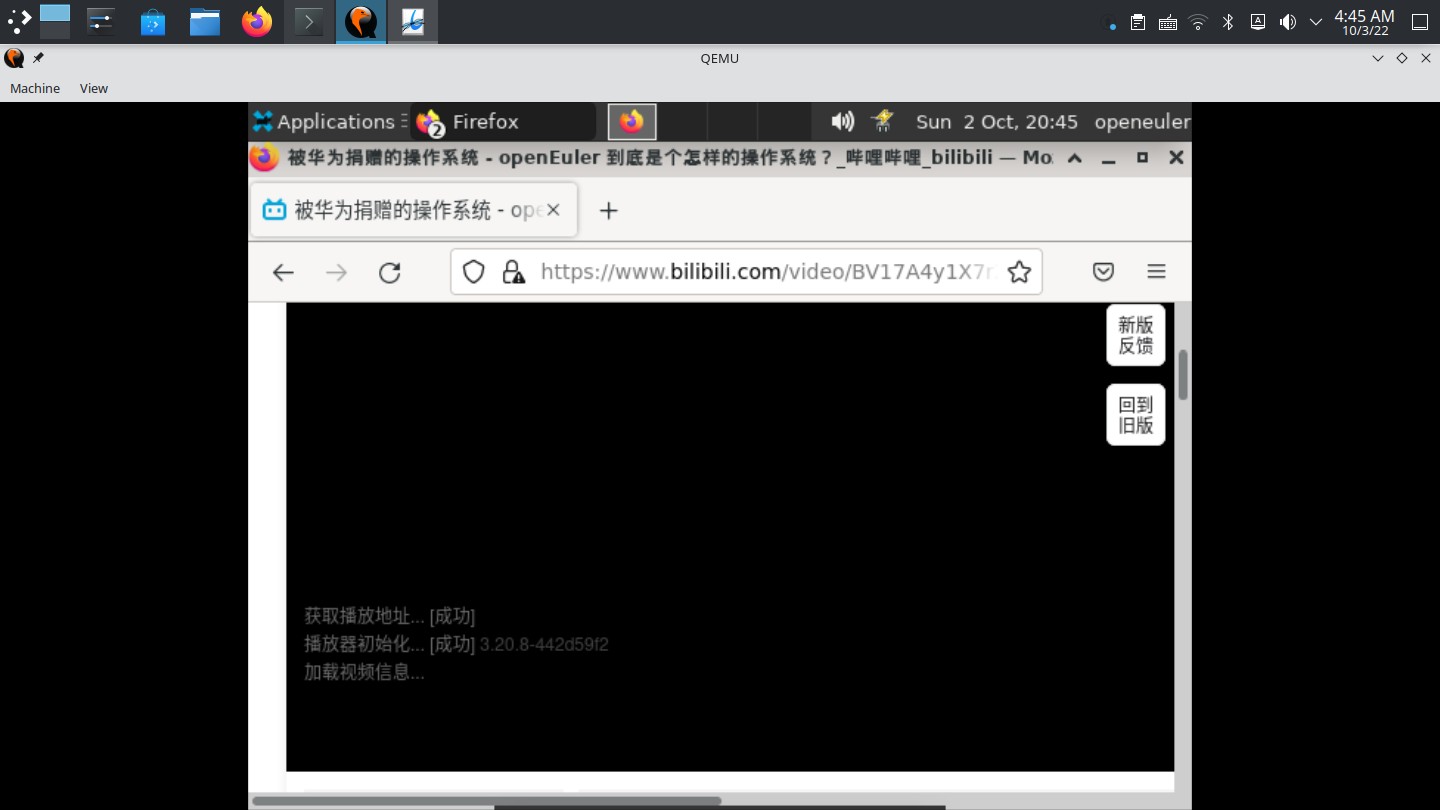 4:45 AM
10/3/22
QEMU
Machine View
Applications
2 Firefox
Sun 2 Oct, 20:45 openeuler
被华为捐赠的操作系统 - openEuler 到底是个怎样的操作系统？_哔哩哔哩_bilibili — Mo
被华为捐赠的操作系统 - ope
https://www.bilibili.com/video/BV17A4y1X7r
新版
反馈
回到
旧版
获取播放地址... [成功]
播放器初始化... [成功] 3.20.8-442d59f2
加载视频信息...